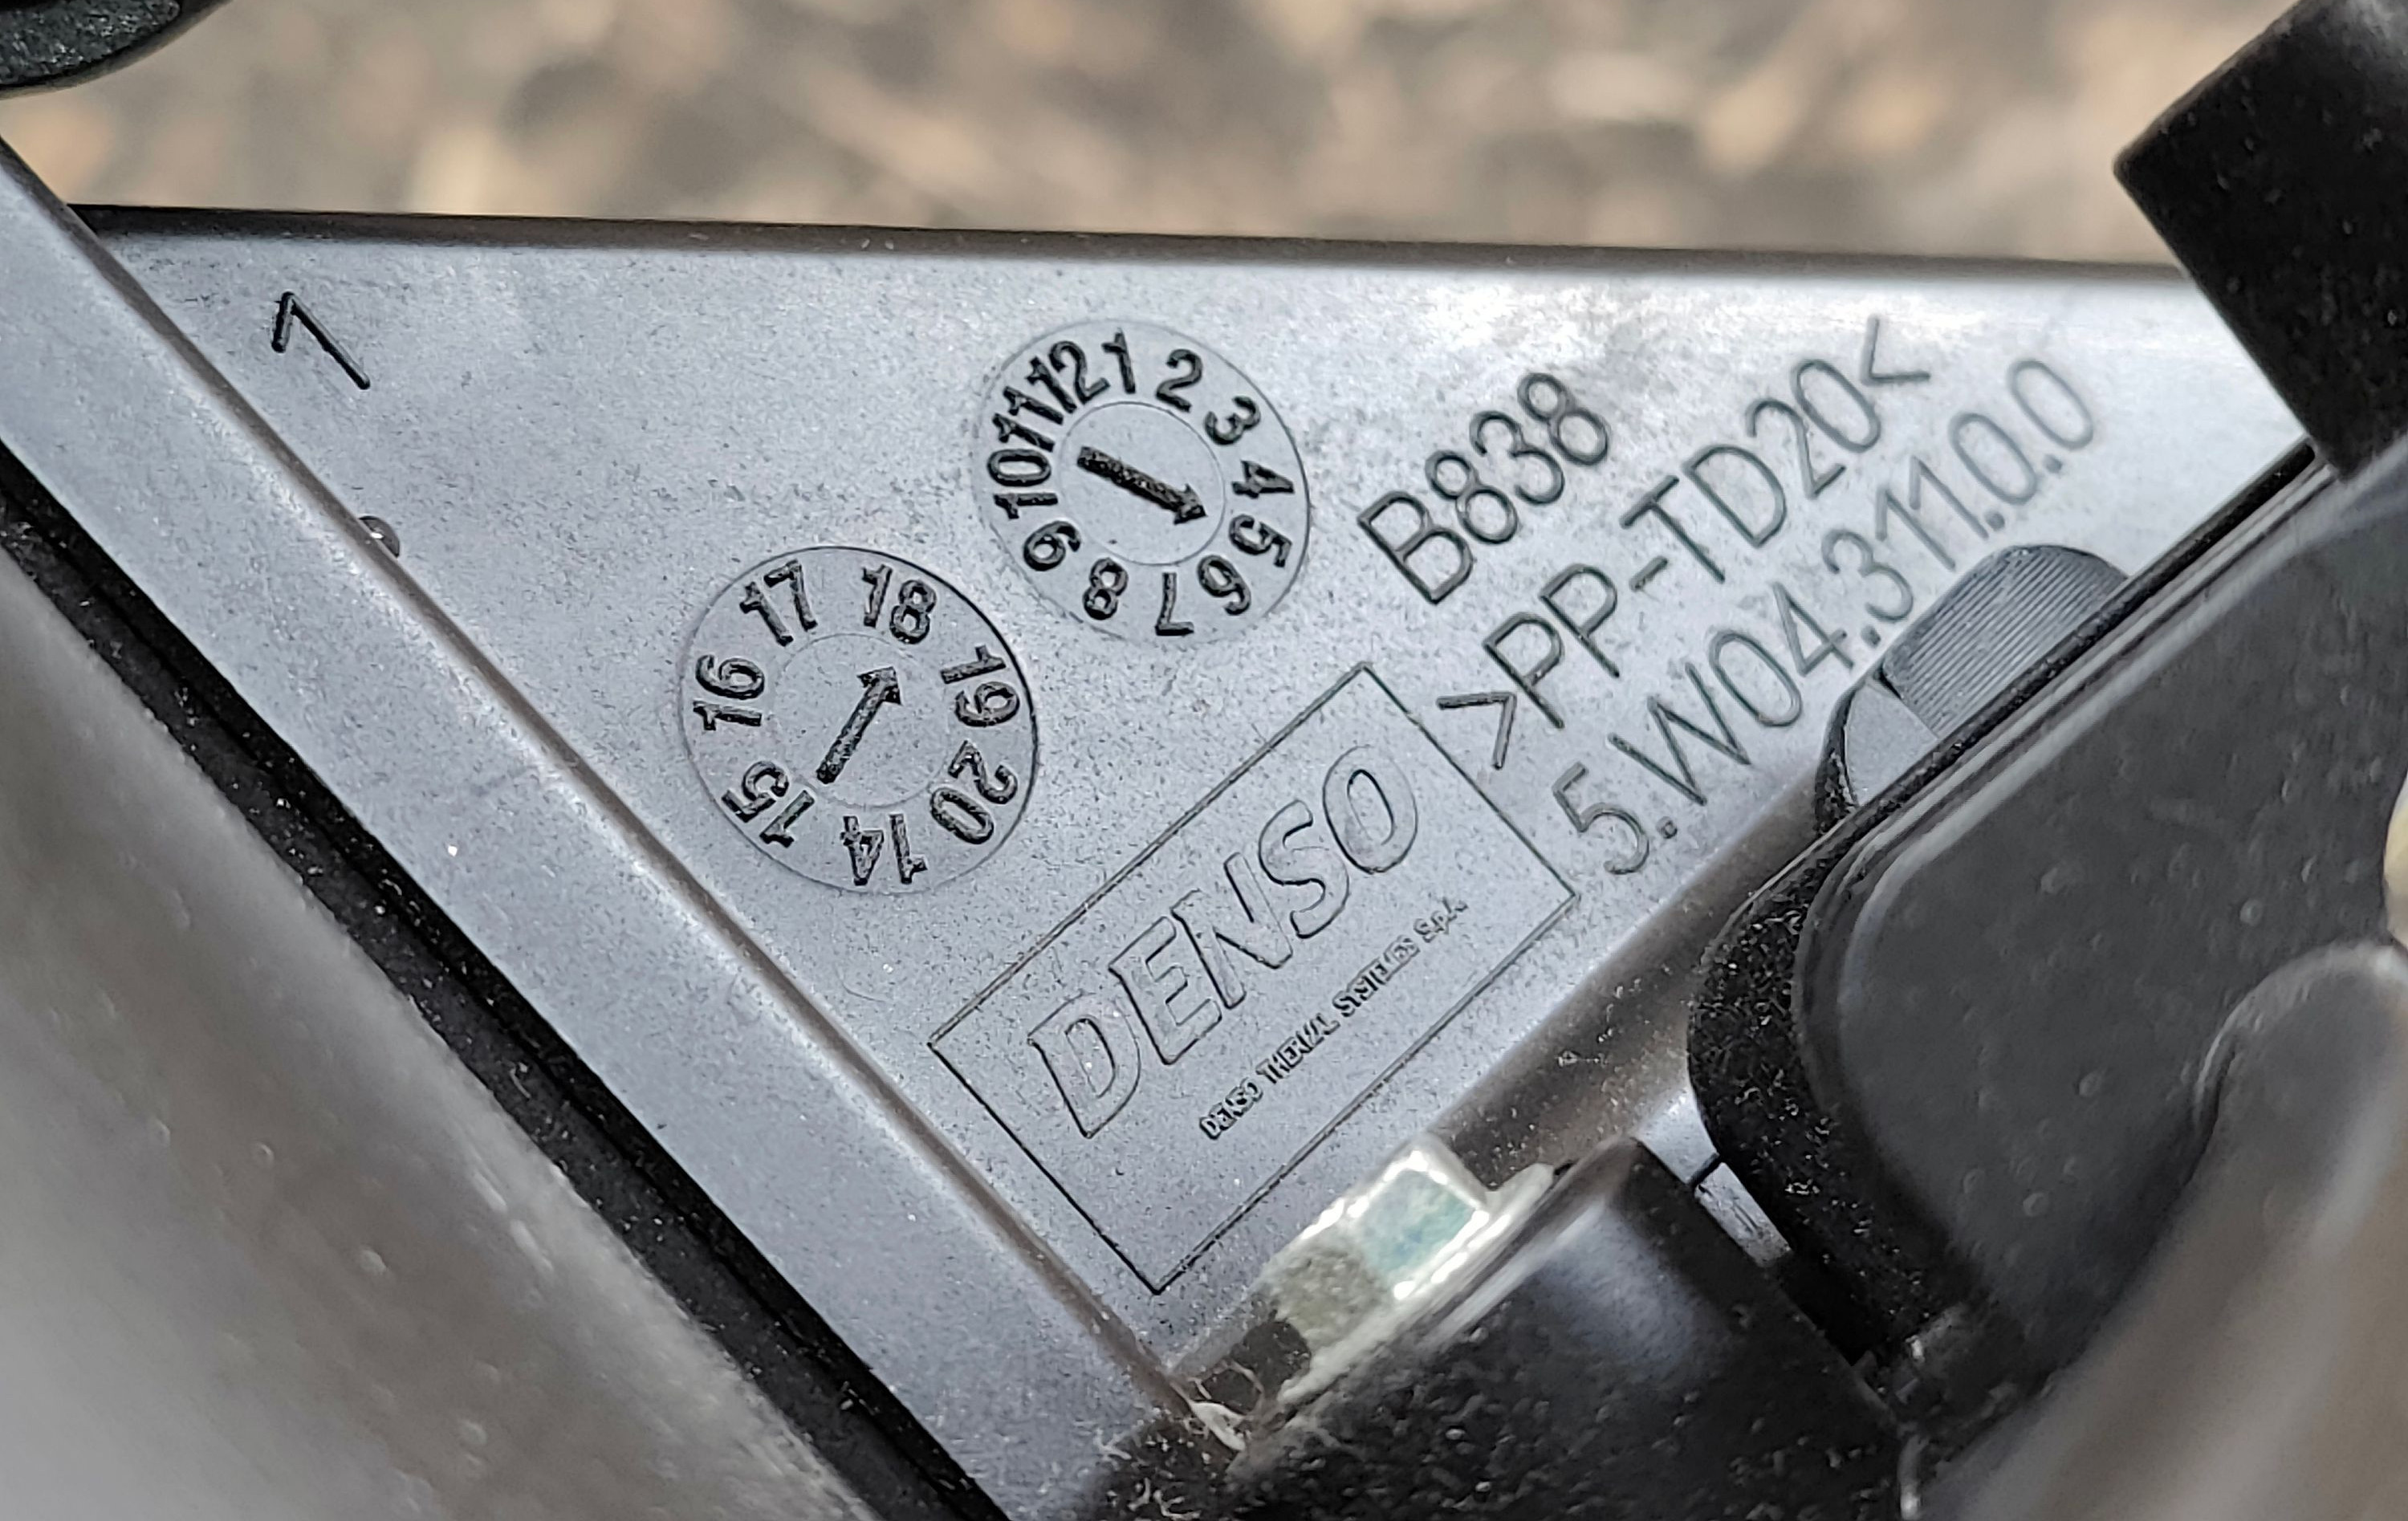 1
1 2 3 4 5 6 7 8 9 10 11 12
14 15 16 17 18 19 20
B838
>PP-TD20<
5.W04.311.0.0
DENSO
DENSO THERMAL SYSTEMS S.p.A.